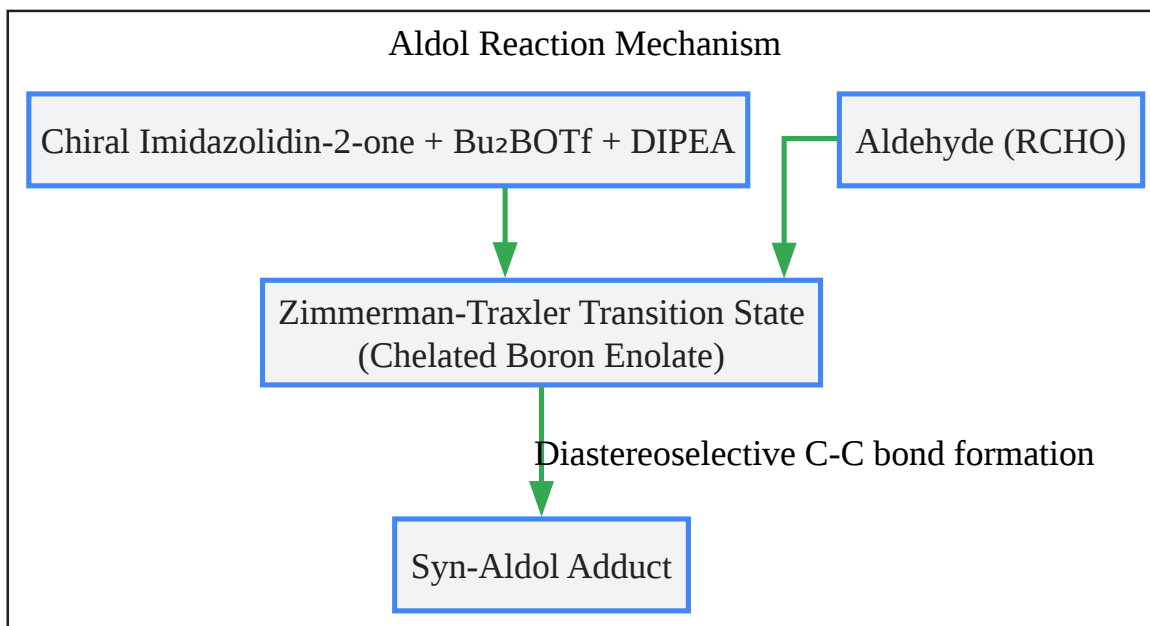 Aldol Reaction Mechanism
Chiral Imidazolidin-2-one + Bu₂BOTf + DIPEA
Aldehyde (RCHO)
Zimmerman-Traxler Transition State
(Chelated Boron Enolate)
Diastereoselective C-C bond formation
Syn-Aldol Adduct